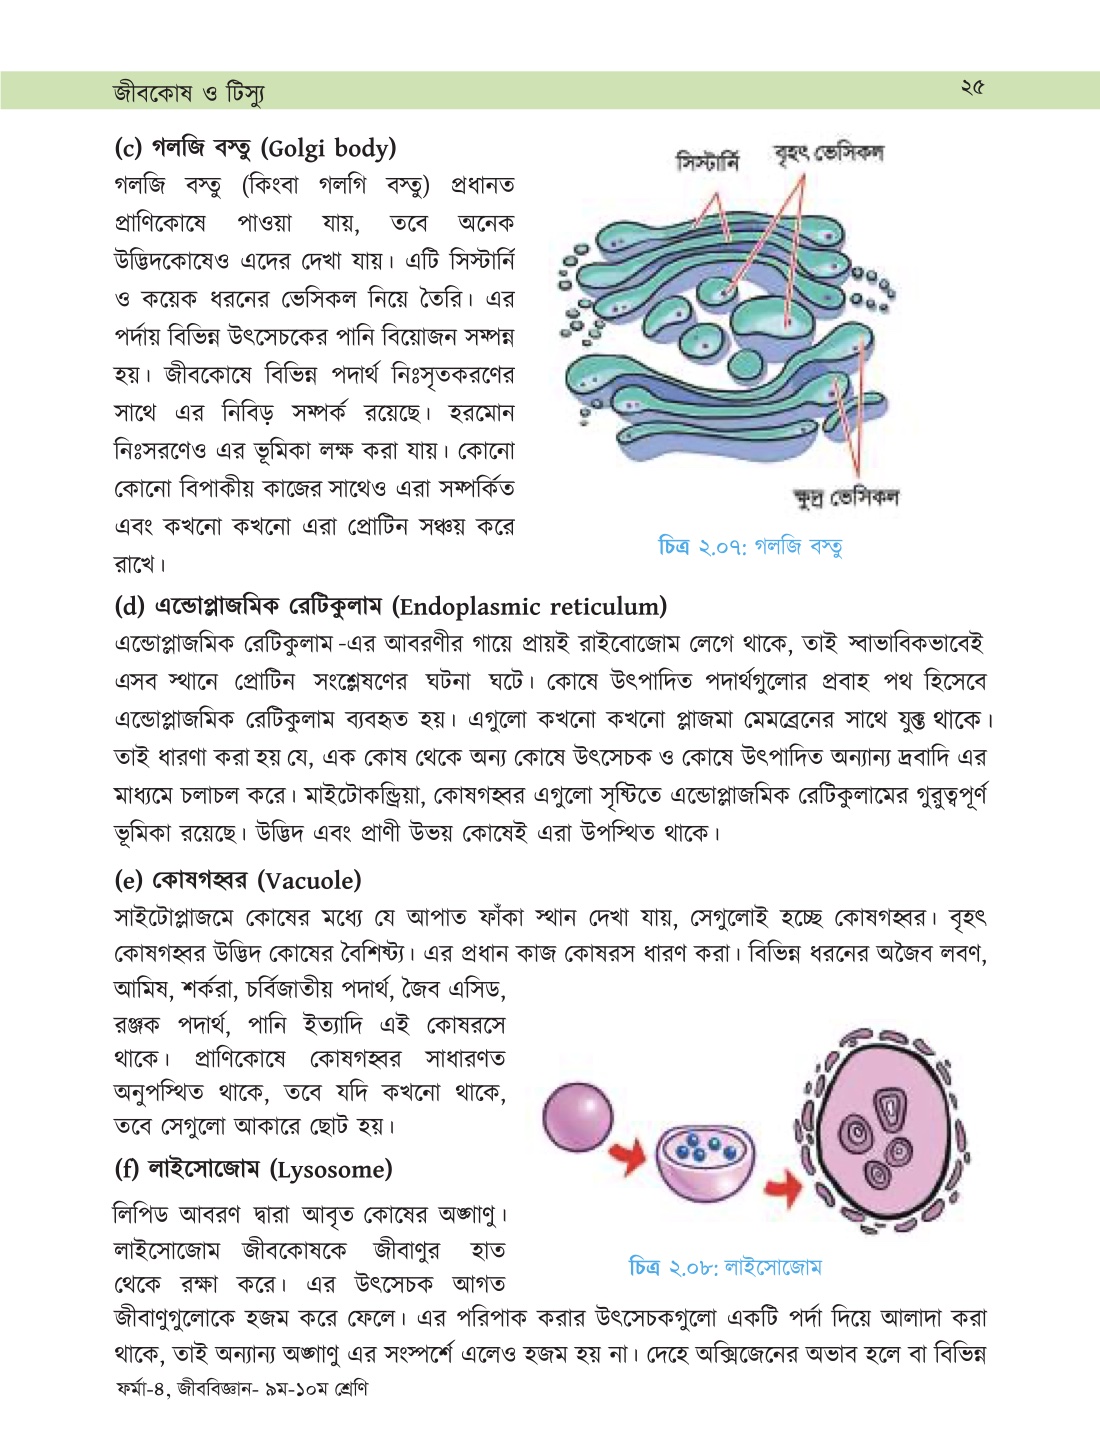 জীবকোষ ও টিস্যু
২৫
(c) গলজি বস্তু (Golgi body)
গলজি বস্তু (কিংবা গলগি বস্তু) প্রধানত
প্রাণিকোষে পাওয়া যায়, তবে অনেক
উদ্ভিদকোষেও এদের দেখা যায়। এটি সিস্টার্নি
ও কয়েক ধরনের ভেসিকল নিয়ে তৈরি। এর
পর্দায় বিভিন্ন উৎসেচকের পানি বিয়োজন সম্পন্ন
হয়। জীবকোষে বিভিন্ন পদার্থ নিঃসৃতকরণের
সাথে এর নিবিড় সম্পর্ক রয়েছে। হরমোন
নিঃসরণেও এর ভূমিকা লক্ষ করা যায়। কোনো
কোনো বিপাকীয় কাজের সাথেও এরা সম্পর্কিত
এবং কখনো কখনো এরা প্রোটিন সঞ্চয় করে
রাখে।
সিস্টার্নি
বৃহৎ ভেসিকল
ক্ষুদ্র ভেসিকল
চিত্র ২.০৭: গলজি বস্তু
(d) এন্ডোপ্লাজমিক রেটিকুলাম (Endoplasmic reticulum)
এন্ডোপ্লাজমিক রেটিকুলাম -এর আবরণীর গায়ে প্রায়ই রাইবোজোম লেগে থাকে, তাই স্বাভাবিকভাবেই
এসব স্থানে প্রোটিন সংশ্লেষণের ঘটনা ঘটে। কোষে উৎপাদিত পদার্থগুলোর প্রবাহ পথ হিসেবে
এন্ডোপ্লাজমিক রেটিকুলাম ব্যবহৃত হয়। এগুলো কখনো কখনো প্লাজমা মেমব্রেনের সাথে যুক্ত থাকে।
তাই ধারণা করা হয় যে, এক কোষ থেকে অন্য কোষে উৎসেচক ও কোষে উৎপাদিত অন্যান্য দ্রবাদি এর
মাধ্যমে চলাচল করে। মাইটোকন্ড্রিয়া, কোষগহ্বর এগুলো সৃষ্টিতে এন্ডোপ্লাজমিক রেটিকুলামের গুরুত্বপূর্ণ
ভূমিকা রয়েছে। উদ্ভিদ এবং প্রাণী উভয় কোষেই এরা উপস্থিত থাকে।
(e) কোষগহ্বর (Vacuole)
সাইটোপ্লাজমে কোষের মধ্যে যে আপাত ফাঁকা স্থান দেখা যায়, সেগুলোই হচ্ছে কোষগহ্বর। বৃহৎ
কোষগহ্বর উদ্ভিদ কোষের বৈশিষ্ট্য। এর প্রধান কাজ কোষরস ধারণ করা। বিভিন্ন ধরনের অজৈব লবণ,
আমিষ, শর্করা, চর্বিজাতীয় পদার্থ, জৈব এসিড,
রঞ্জক পদার্থ, পানি ইত্যাদি এই কোষরসে
থাকে। প্রাণিকোষে কোষগহ্বর সাধারণত
অনুপস্থিত থাকে, তবে যদি কখনো থাকে,
তবে সেগুলো আকারে ছোট হয়।
(f) লাইসোজোম (Lysosome)
লিপিড আবরণ দ্বারা আবৃত কোষের অঙ্গাণু।
লাইসোজোম জীবকোষকে জীবাণুর হাত
থেকে রক্ষা করে। এর উৎসেচক আগত
চিত্র ২.০৮: লাইসোজোম
জীবাণুগুলোকে হজম করে ফেলে। এর পরিপাক করার উৎসেচকগুলো একটি পর্দা দিয়ে আলাদা করা
থাকে, তাই অন্যান্য অঙ্গাণু এর সংস্পর্শে এলেও হজম হয় না। দেহে অক্সিজেনের অভাব হলে বা বিভিন্ন
ফর্মা-৪, জীববিজ্ঞান- ৯ম-১০ম শ্রেণি